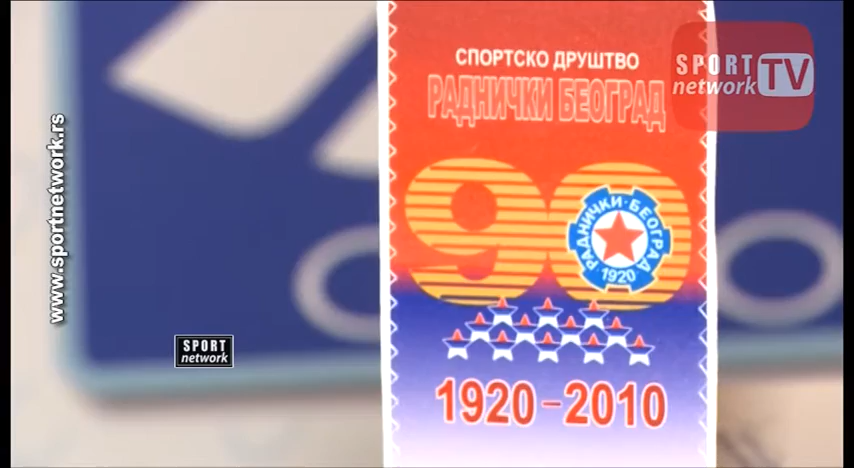 СПОРТСКО ДРУШТВО
РАДНИЧКИ БЕОГРАД
SPORT
network TV
90
РАДНИЧКИ · БЕОГРАД
· 1920 ·
1920-2010
www.sportnetwork.rs
SPORT
network